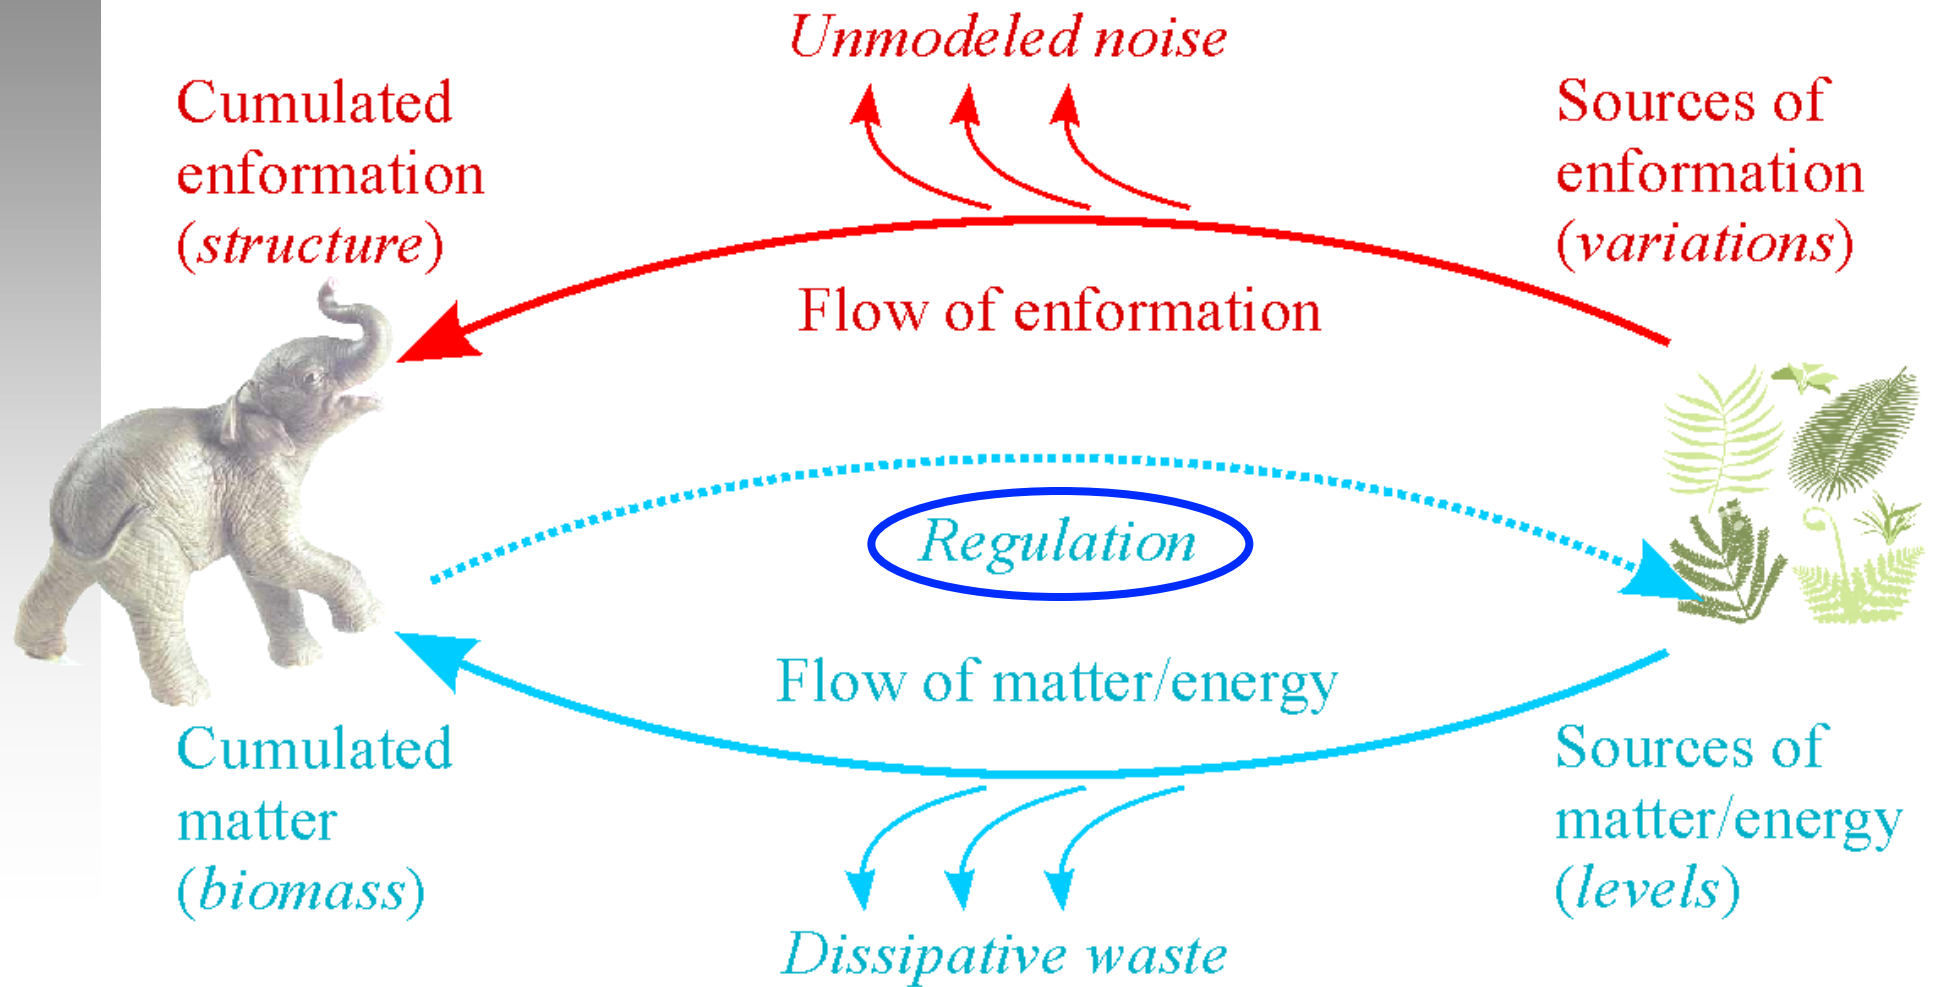 Unmodeled noise
Cumulated
enformation
(structure)
Sources of
enformation
(variations)
Flow of enformation
Regulation
Flow of matter/energy
Cumulated
matter
(biomass)
Sources of
matter/energy
(levels)
Dissipative waste